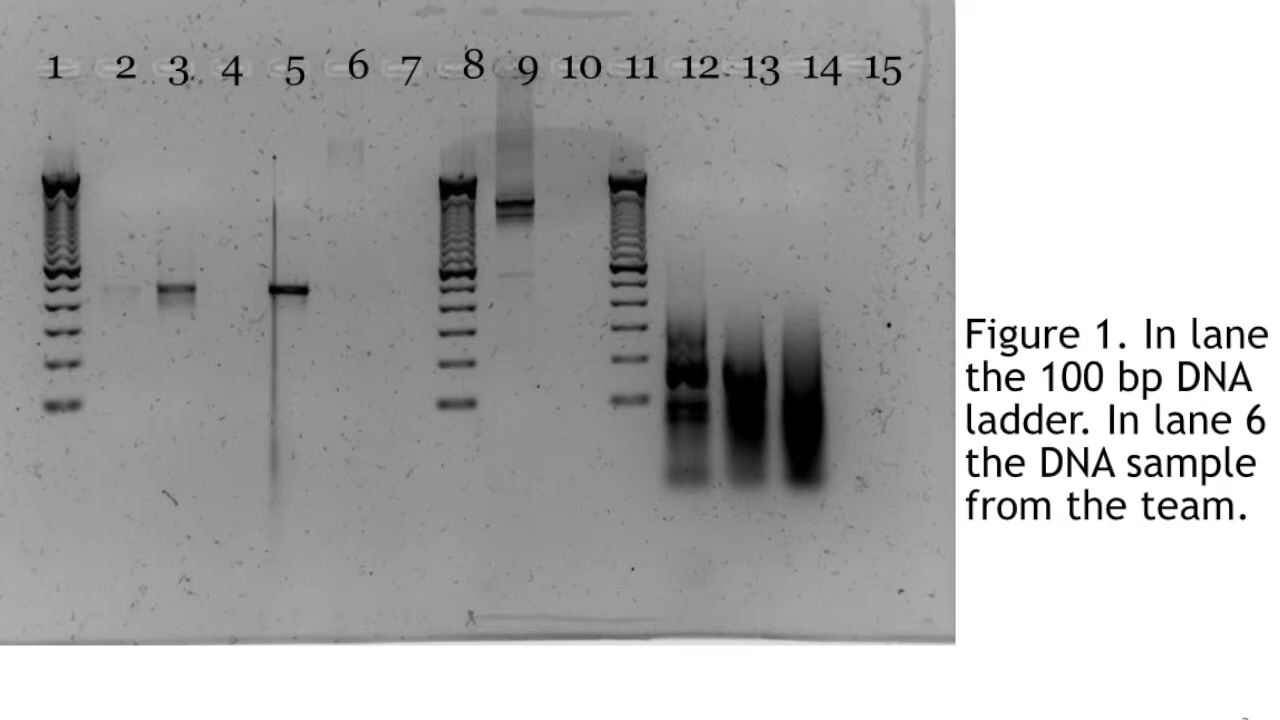 1 2 3 4 5 6 7 8 9 10 11 12 13 14 15
Figure 1. In lane
the 100 bp DNA
ladder. In lane 6
the DNA sample
from the team.